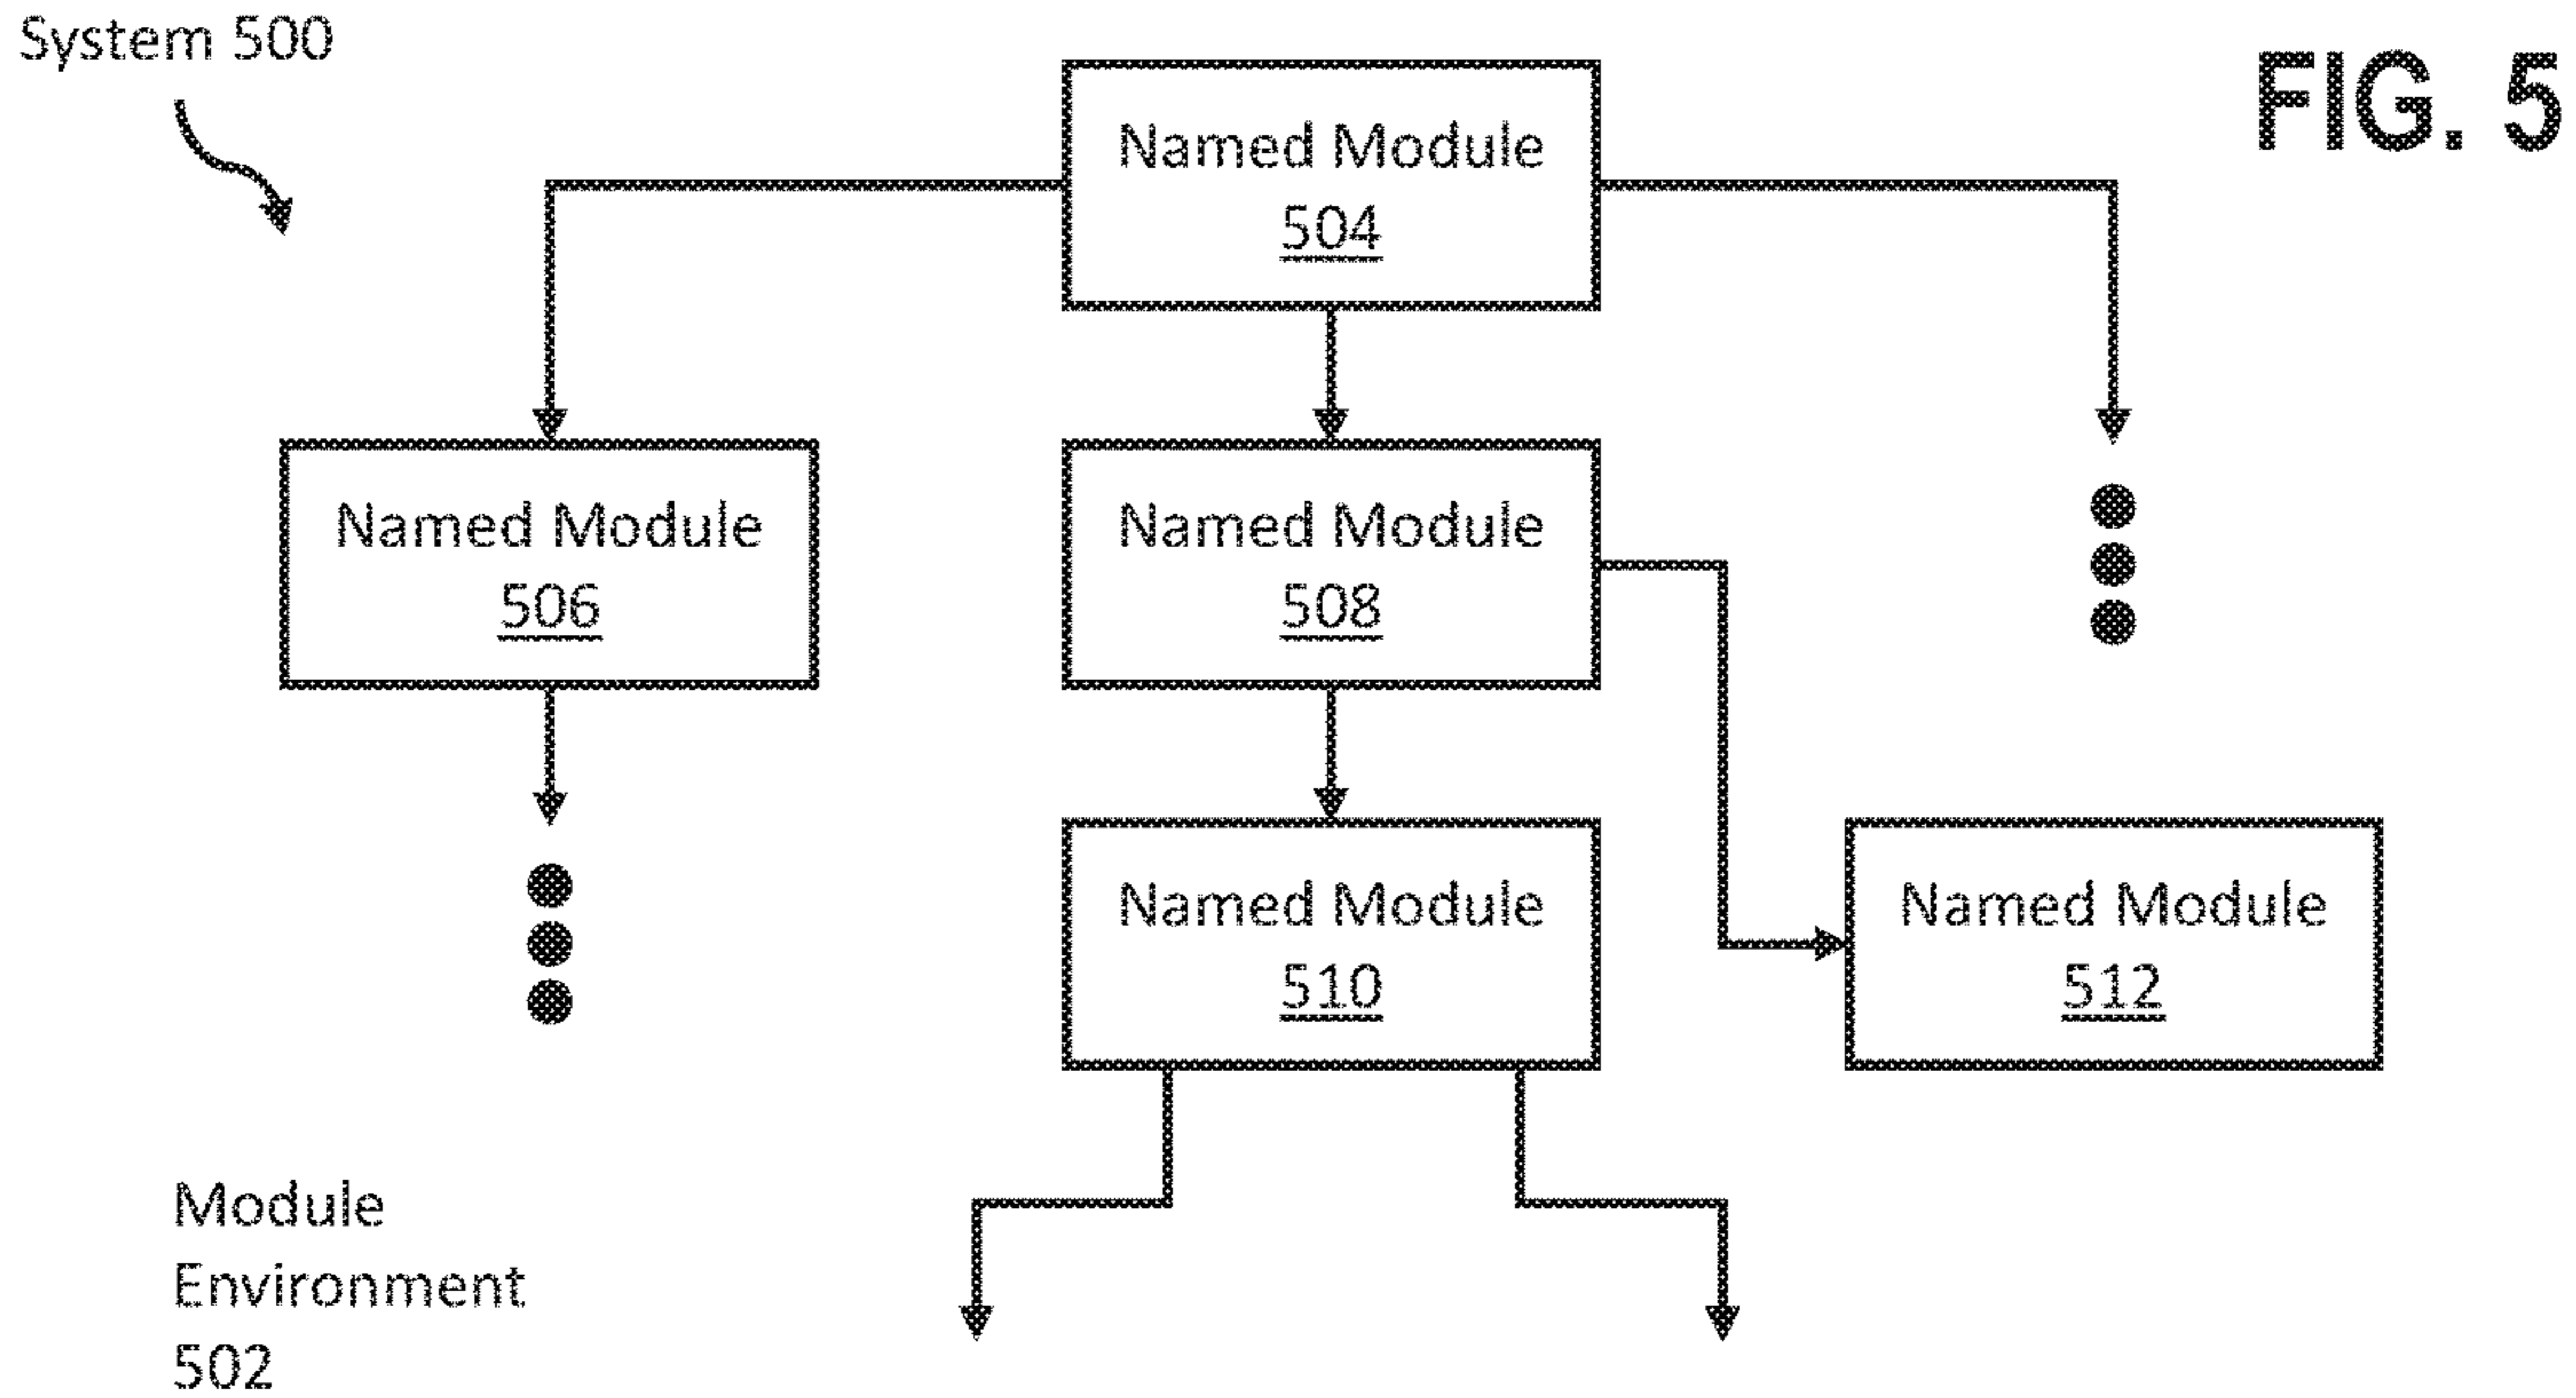 System 500
FIG. 5
Named Module
504
Named Module
506
Named Module
508
Named Module
510
Named Module
512
Module
Environment
502